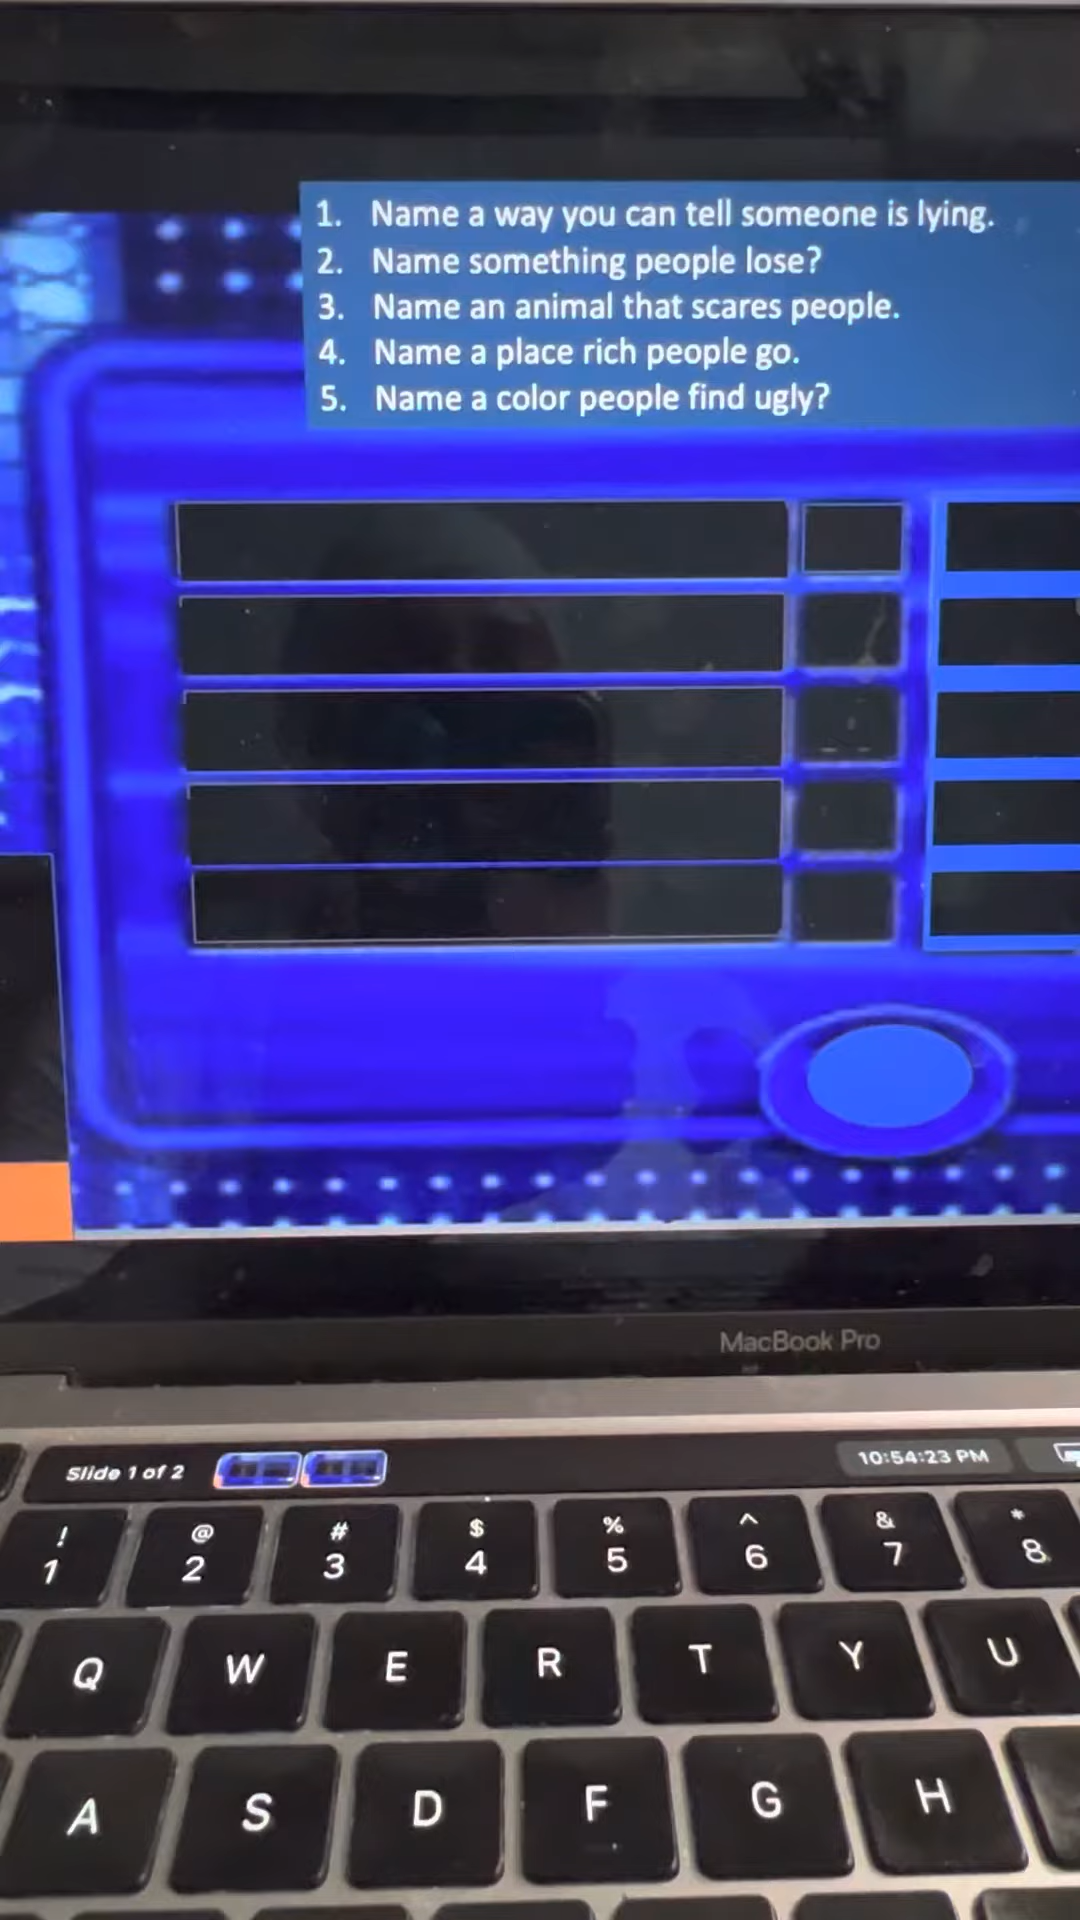 1. Name a way you can tell someone is lying.
2. Name something people lose?
3. Name an animal that scares people.
4. Name a place rich people go.
5. Name a color people find ugly?
MacBook Pro
Slide 1 of 2
10:54:23 PM
! @ # $ % ^ & *
1 2 3 4 5 6 7 8
Q W E R T Y U
A S D F G H